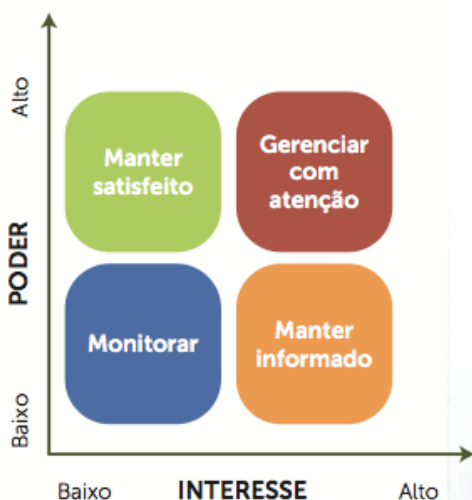 Alto
Manter
satisfeito
Gerenciar
com
atenção
PODER
Monitorar
Manter
informado
Baixo
Baixo
INTERESSE
Alto